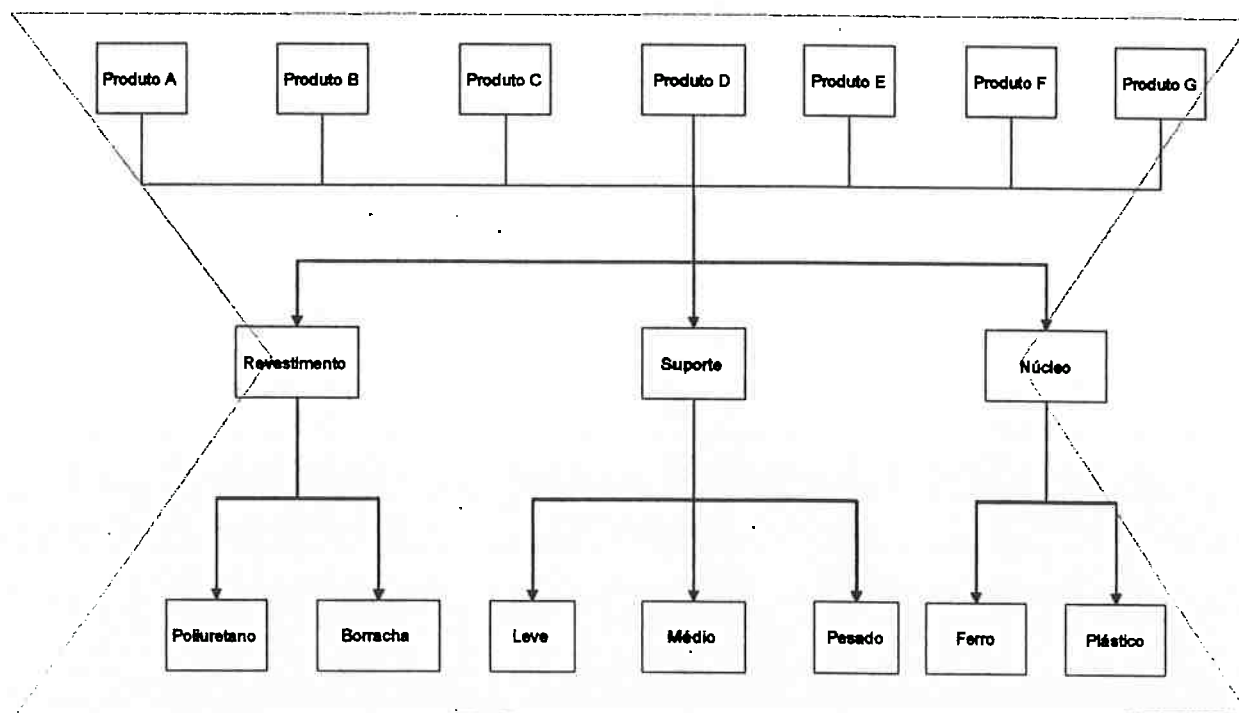 Produto A
Produto B
Produto C
Produto D
Produto E
Produto F
Produto G
Revestimento
Suporte
Núcleo
Poliuretano
Borracha
Leve
Médio
Pesado
Ferro
Plástico